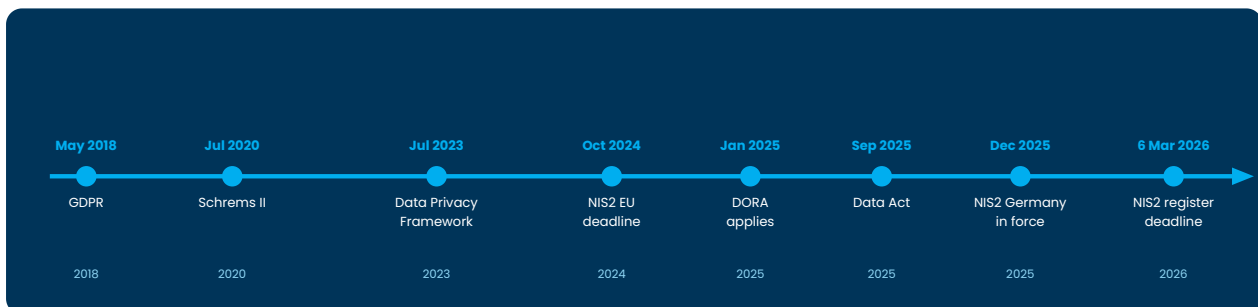 May 2018
Jul 2020
Jul 2023
Oct 2024
Jan 2025
Sep 2025
Dec 2025
6 Mar 2026
GDPR
Schrems II
Data Privacy
Framework
NIS2 EU
deadline
DORA
applies
Data Act
NIS2 Germany
in force
NIS2 register
deadline
2018
2020
2023
2024
2025
2025
2025
2026